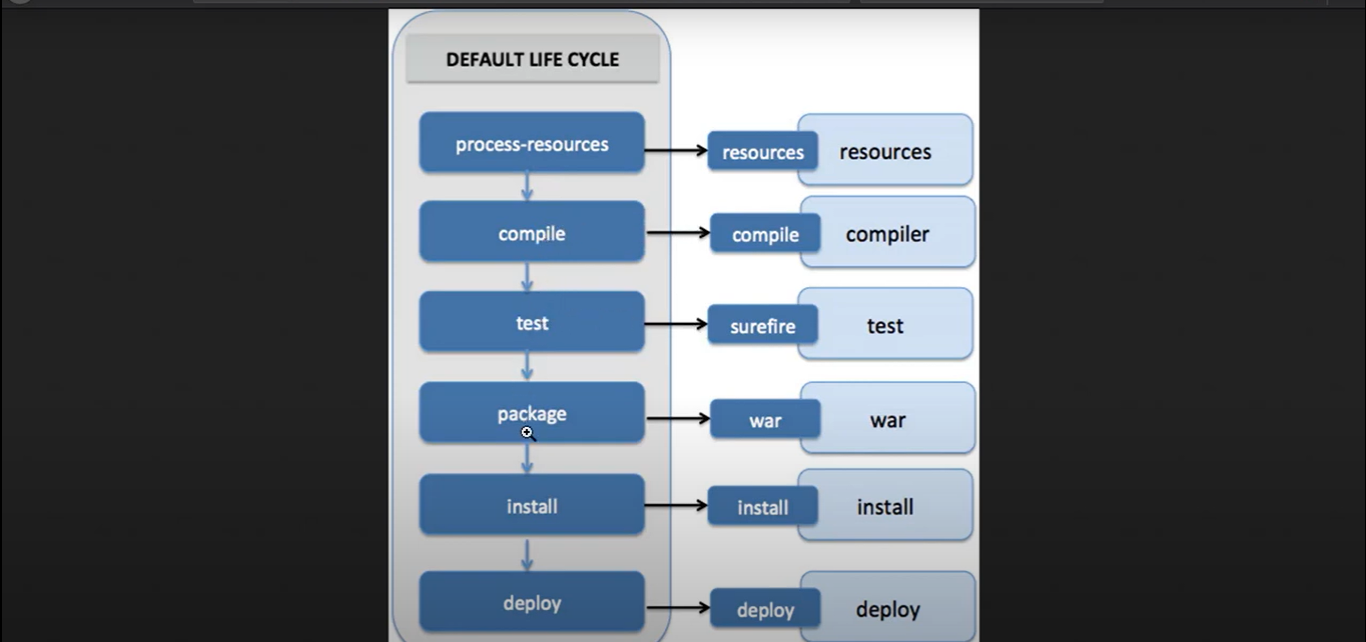 DEFAULT LIFE CYCLE
process-resources
resources
resources
compile
compile
compiler
test
surefire
test
package
war
war
install
install
install
deploy
deploy
deploy